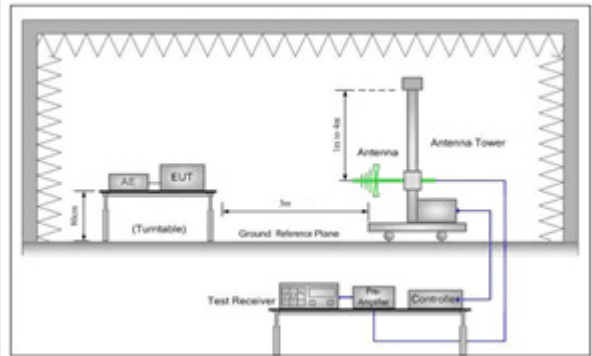 1m to 4m
Antenna
Antenna Tower
AE
EUT
80cm
3m
(Turntable)
Ground Reference Plane
Test Receiver
Pre-
Amplifier
Controller